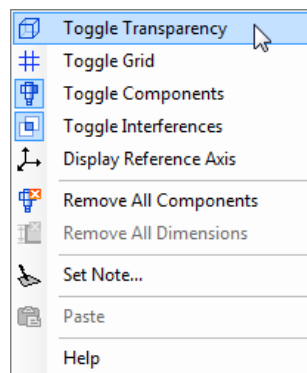 Toggle Transparency
Toggle Grid
Toggle Components
Toggle Interferences
Display Reference Axis
Remove All Components
Remove All Dimensions
Set Note...
Paste
Help